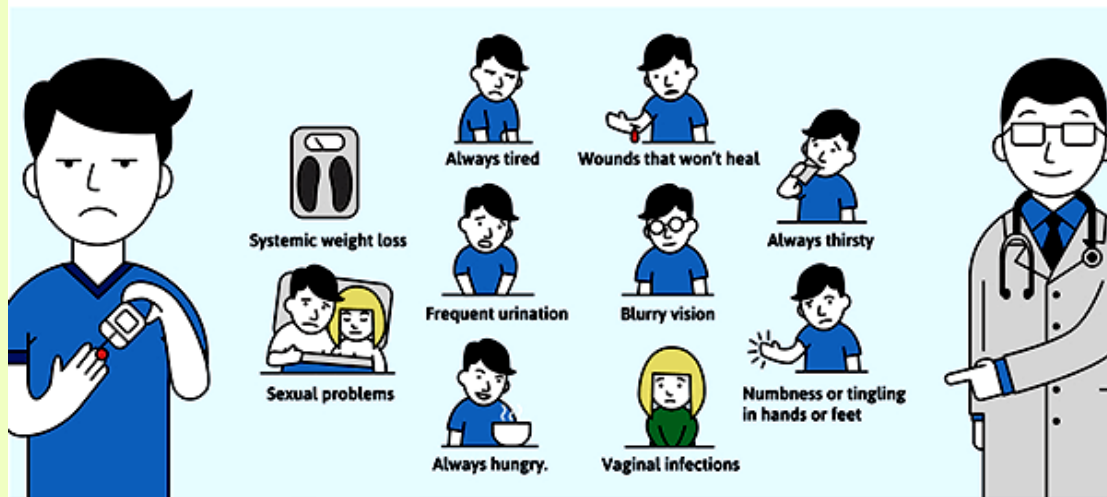 Always tired
Wounds that won't heal
Systemic weight loss
Always thirsty
Frequent urination
Blurry vision
Sexual problems
Numbness or tingling
in hands or feet
Always hungry.
Vaginal infections